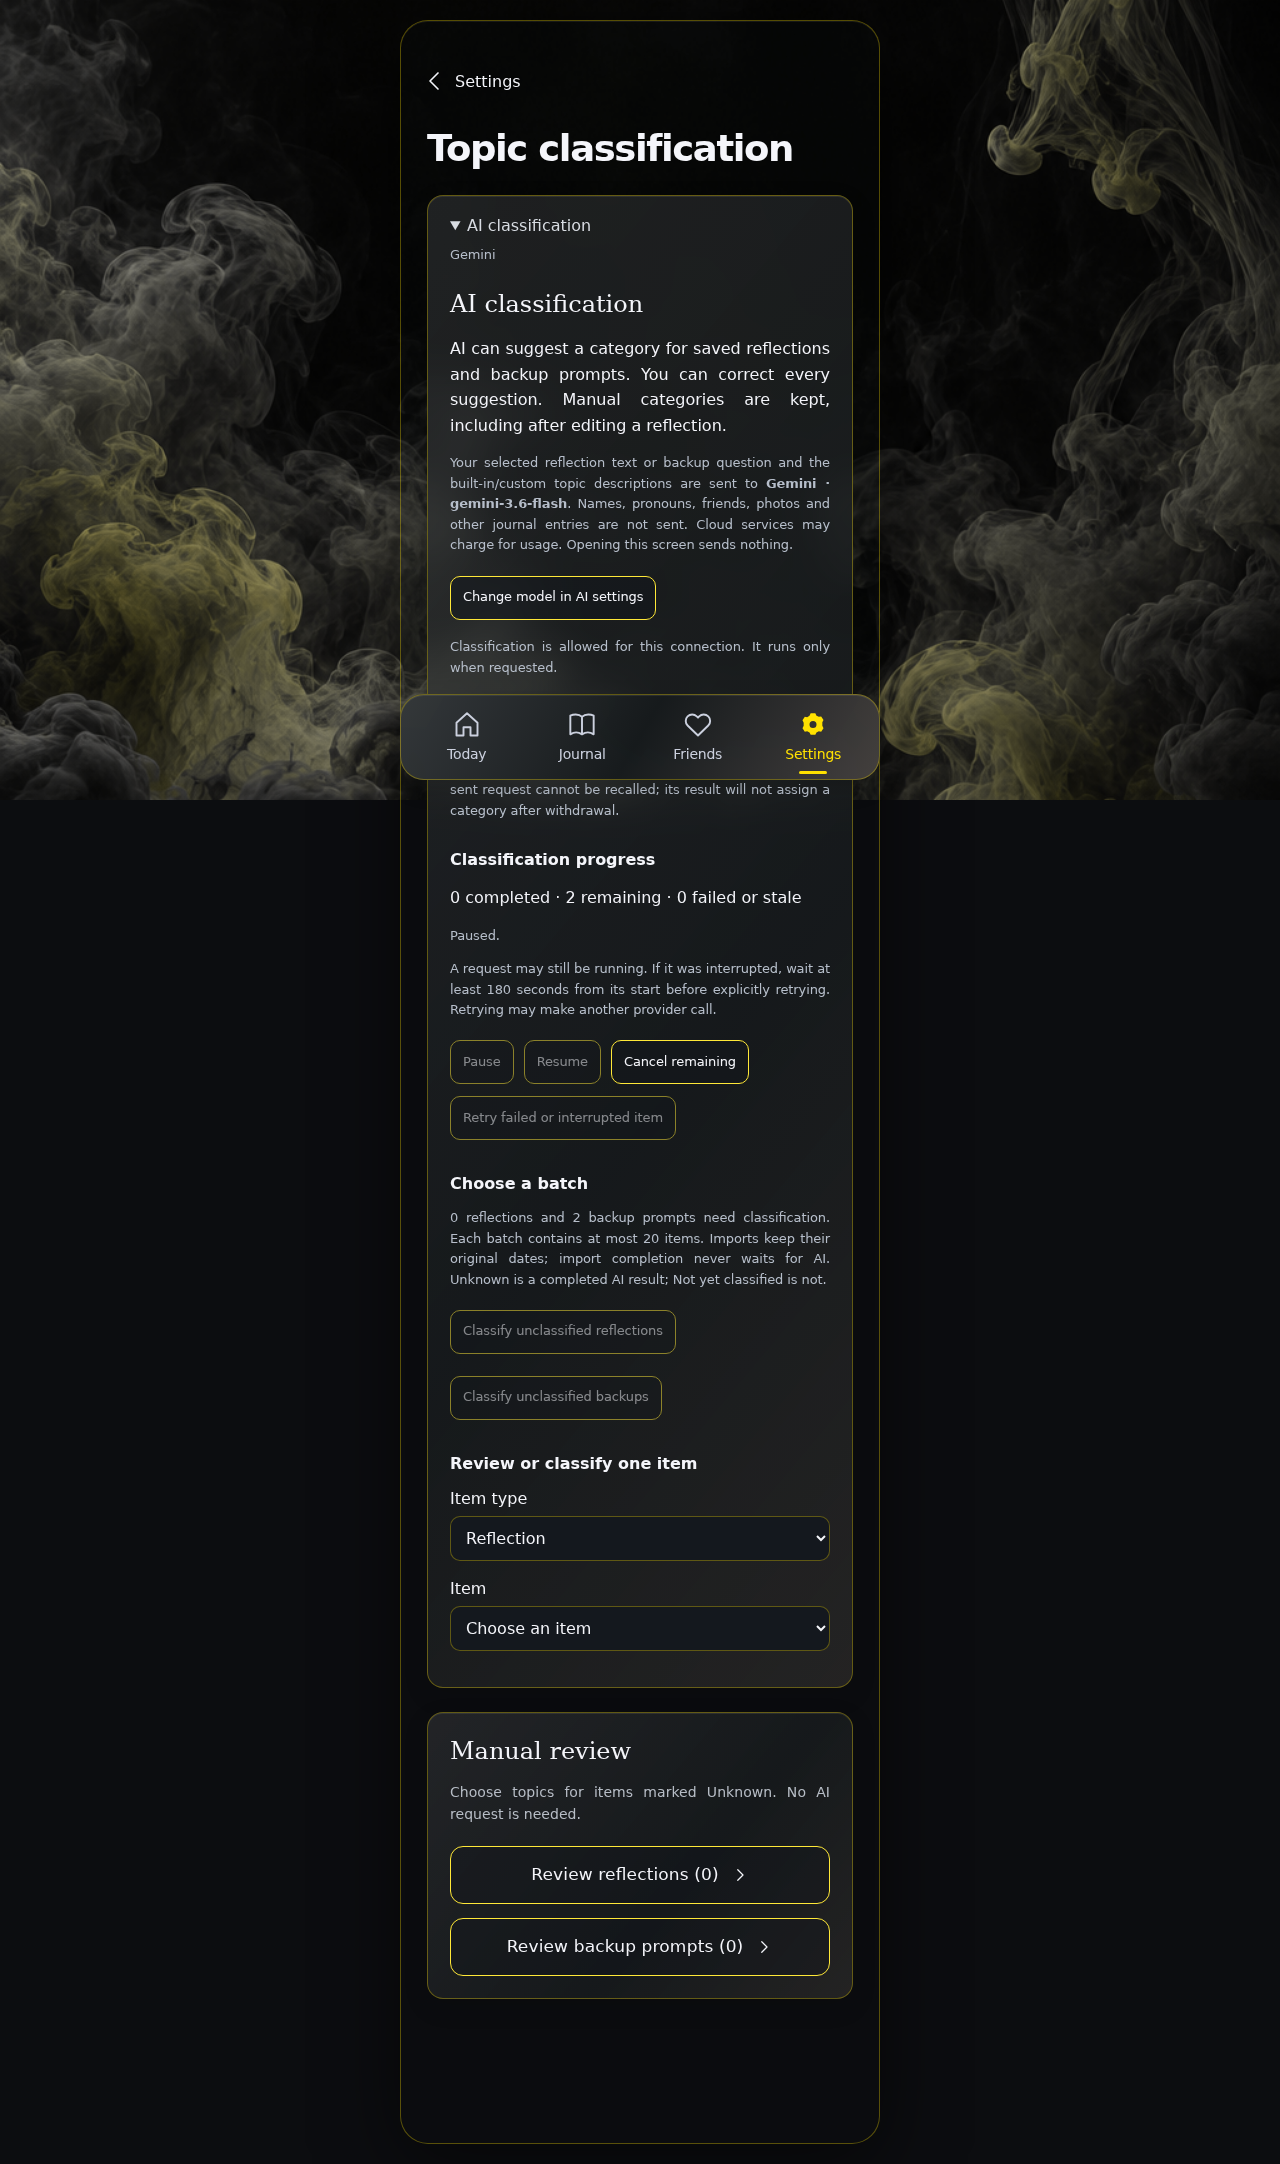 Settings
Topic classification
▼ AI classification
Gemini
AI classification
AI can suggest a category for saved reflections
and backup prompts. You can correct every
suggestion. Manual categories are kept,
including after editing a reflection.
Your selected reflection text or backup question and the
built-in/custom topic descriptions are sent to Gemini ·
gemini-3.6-flash. Names, pronouns, friends, photos and
other journal entries are not sent. Cloud services may
charge for usage. Opening this screen sends nothing.
Change model in AI settings
Classification is allowed for this connection. It runs only
when requested.
Today Journal Friends Settings
sent request cannot be recalled; its result will not assign a
category after withdrawal.
Classification progress
0 completed · 2 remaining · 0 failed or stale
Paused.
A request may still be running. If it was interrupted, wait at
least 180 seconds from its start before explicitly retrying.
Retrying may make another provider call.
Pause Resume Cancel remaining
Retry failed or interrupted item
Choose a batch
0 reflections and 2 backup prompts need classification.
Each batch contains at most 20 items. Imports keep their
original dates; import completion never waits for AI.
Unknown is a completed AI result; Not yet classified is not.
Classify unclassified reflections
Classify unclassified backups
Review or classify one item
Item type
Reflection
Item
Choose an item
Manual review
Choose topics for items marked Unknown. No AI
request is needed.
Review reflections (0)
Review backup prompts (0)